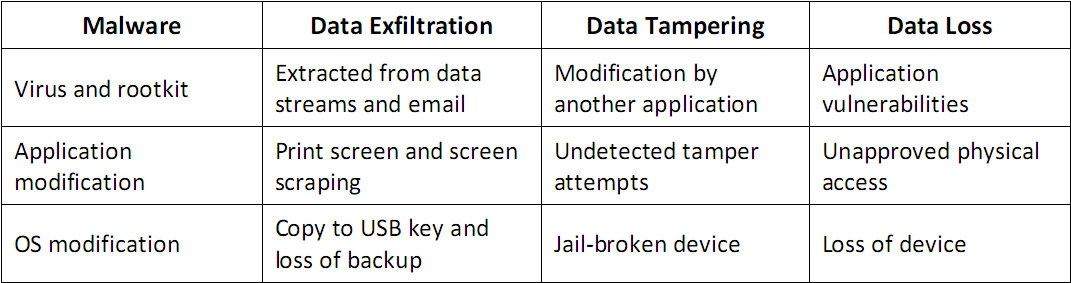 Malware
Data Exfiltration
Data Tampering
Data Loss
Virus and rootkit
Extracted from data
streams and email
Modification by
another application
Application
vulnerabilities
Application
modification
Print screen and screen
scraping
Undetected tamper
attempts
Unapproved physical
access
OS modification
Copy to USB key and
loss of backup
Jail-broken device
Loss of device